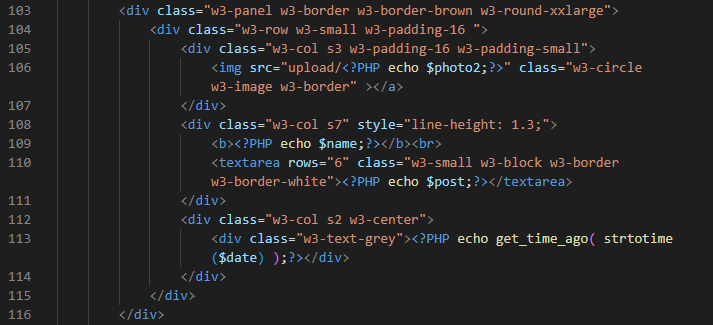 103 <div class="w3-panel w3-border w3-border-brown w3-round-xxlarge">
104 <div class="w3-row w3-small w3-padding-16 ">
105 <div class="w3-col s3 w3-padding-16 w3-padding-small">
106 <img src="upload/<?PHP echo $photo2;?>" class="w3-circle
w3-image w3-border" ></a>
107 </div>
108 <div class="w3-col s7" style="line-height: 1.3;">
109 <b><?PHP echo $name;?></b><br>
110 <textarea rows="6" class="w3-small w3-block w3-border
w3-border-white"><?PHP echo $post;?></textarea>
111 </div>
112 <div class="w3-col s2 w3-center">
113 <div class="w3-text-grey"><?PHP echo get_time_ago( strtotime
($date) );?></div>
114 </div>
115 </div>
116 </div>